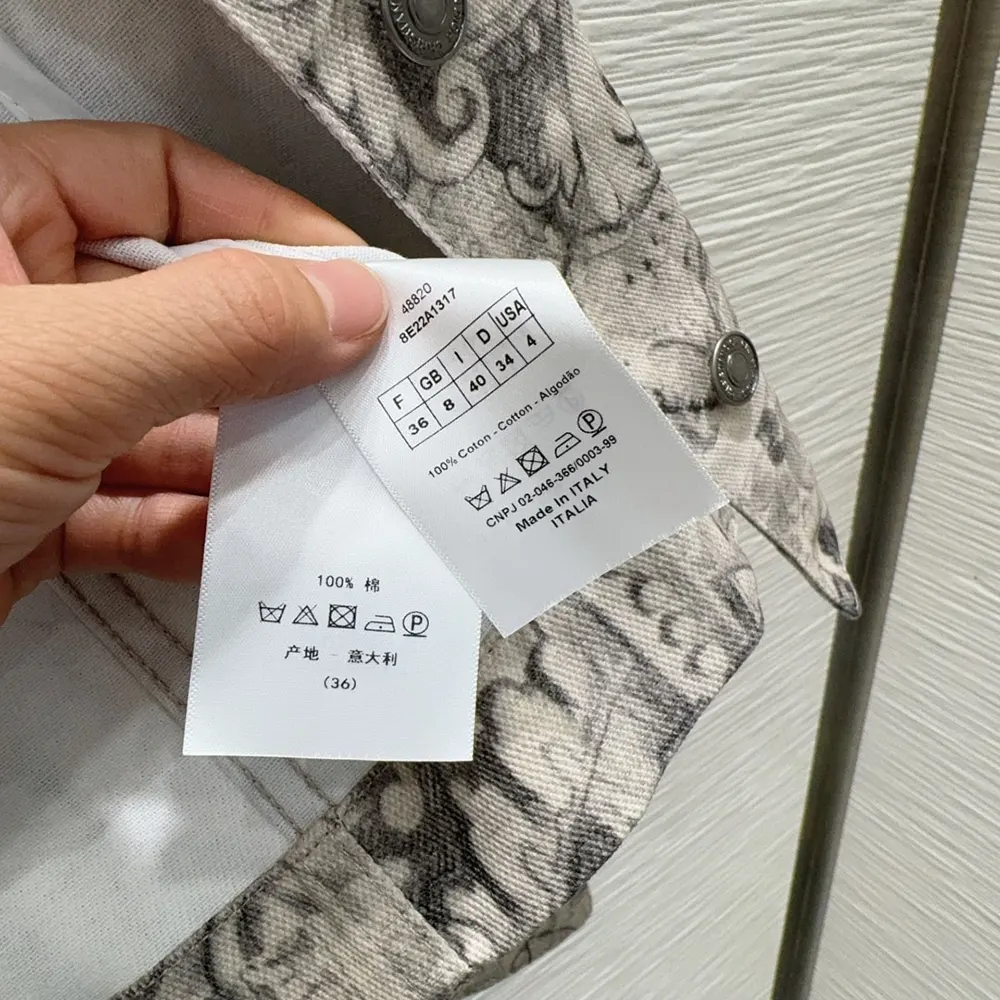 48820
8E22A1317
F GB I D USA
36 8 40 34 4
100% Coton - Cotton - Algodão
P
CNPJ 02-046-366/0003-99
Made In ITALY
ITALIA
100% 棉
P
产地 - 意大利
(36)